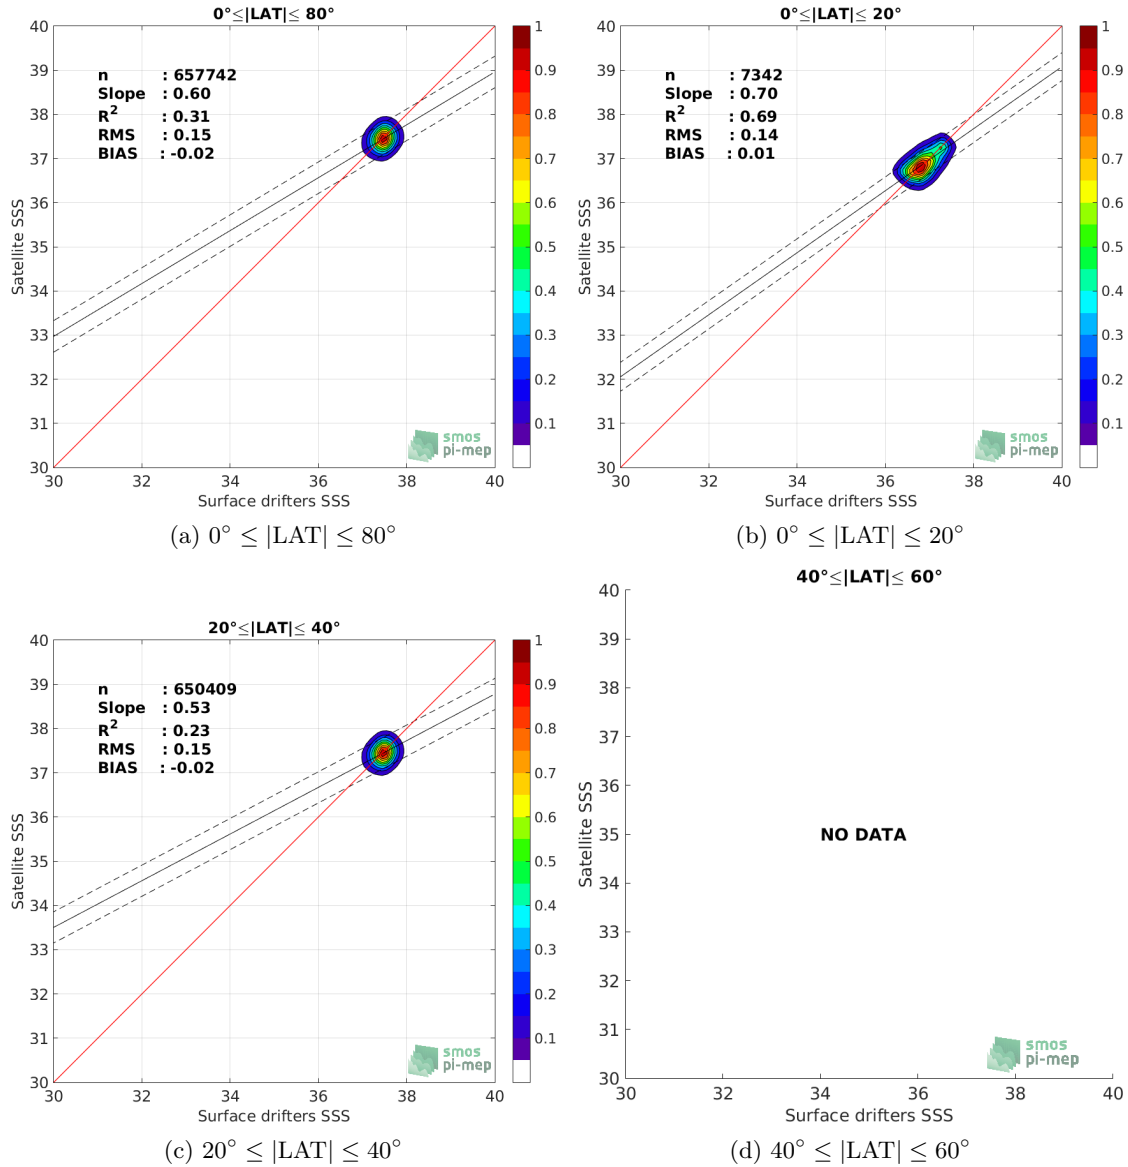 0°≤|LAT|≤ 80°
40
39
38
37
36
35
34
33
32
31
30
30 32 34 36 38 40
Satellite SSS
Surface drifters SSS
n : 657742
Slope : 0.60
R2 : 0.31
RMS : 0.15
BIAS : -0.02
smos
pi-mep
1
0.9
0.8
0.7
0.6
0.5
0.4
0.3
0.2
0.1
(a) 0° ≤ |LAT| ≤ 80°
0°≤|LAT|≤ 20°
40
39
38
37
36
35
34
33
32
31
30
30 32 34 36 38 40
Satellite SSS
Surface drifters SSS
n : 7342
Slope : 0.70
R2 : 0.69
RMS : 0.14
BIAS : 0.01
smos
pi-mep
1
0.9
0.8
0.7
0.6
0.5
0.4
0.3
0.2
0.1
(b) 0° ≤ |LAT| ≤ 20°
20°≤|LAT|≤ 40°
40
39
38
37
36
35
34
33
32
31
30
30 32 34 36 38 40
Satellite SSS
Surface drifters SSS
n : 650409
Slope : 0.53
R2 : 0.23
RMS : 0.15
BIAS : -0.02
smos
pi-mep
1
0.9
0.8
0.7
0.6
0.5
0.4
0.3
0.2
0.1
(c) 20° ≤ |LAT| ≤ 40°
40°≤|LAT|≤ 60°
40
39
38
37
36
35
34
33
32
31
30
30 32 34 36 38 40
Satellite SSS
Surface drifters SSS
NO DATA
smos
pi-mep
(d) 40° ≤ |LAT| ≤ 60°